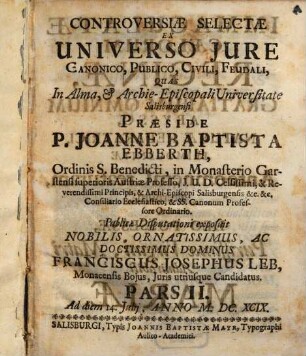 CONTROVERSIÆ SELECTÆ
EX
UNIVERSO JURE
CANONICO, PUBLICO, CIVILI, FEUDALI,
QUAS
In Alma, & Archi-Episcopali Universitate
Salisburgensi.
PRÆSIDE
P. JOANNE BAPTISTA
EBBERTH,
Ordinis S. Benedicti, in Monasterio Gar-
stensi superioris Austriæ Professo, J. U. D. Celsissimi, & Re-
verendissimi Principis, & Archi-Episcopi Salisburgensis &c. &c.
Consiliario Ecclesiastico, & SS. Canonum Profes-
sore Ordinario.
Publicæ Disputationi exposuit
NOBILIS, ORNATISSIMUS, AC
DOCTISSIMUS DOMINUS
FRANCISCUS JOSEPHUS LEB,
Monacensis Bojus, Juris utriusque Candidatus.
PARS II.
Ad diem 14. Julij, ANNO M. DC. XCIX.
SALISBURGI, Typis JOANNIS BAPTISTÆ MAYR, Typographi
Aulico-Academici.